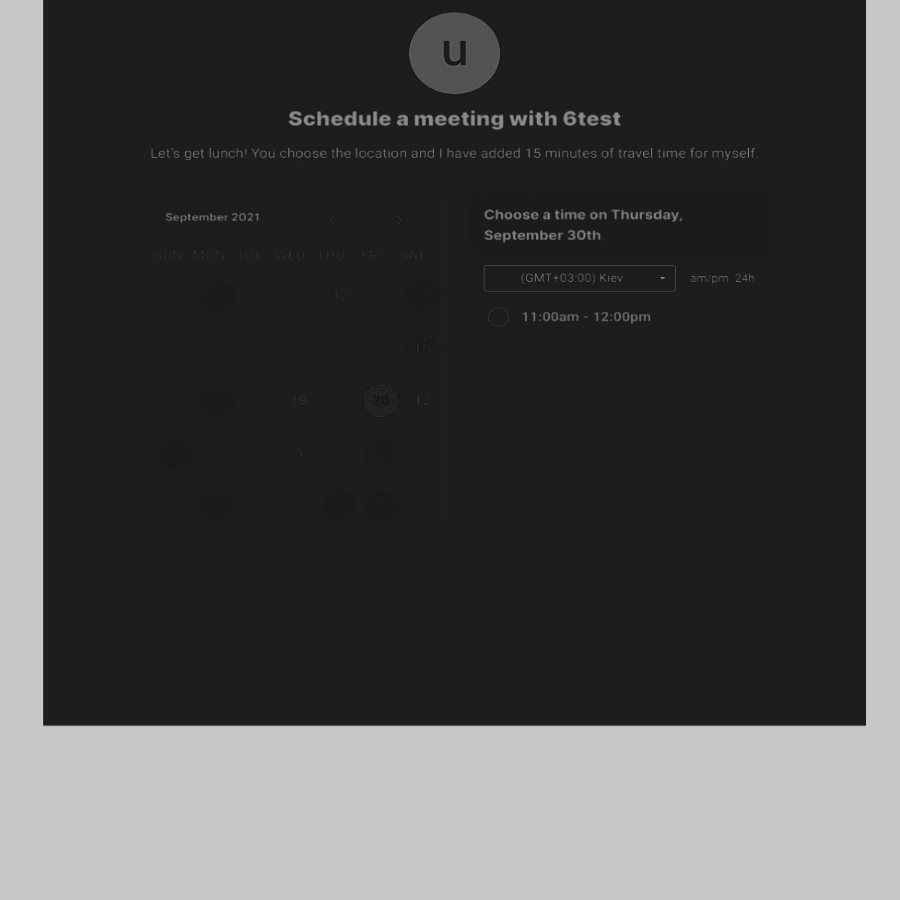 u
Schedule a meeting with 6test
Let's get lunch! You choose the location and I have added 15 minutes of travel time for myself.
September 2021
SUN MON TUE WED THU FRI SAT
12
15
19 20 12
5
Choose a time on Thursday,
September 30th
(GMT+03:00) Kiev am/pm 24h
11:00am - 12:00pm